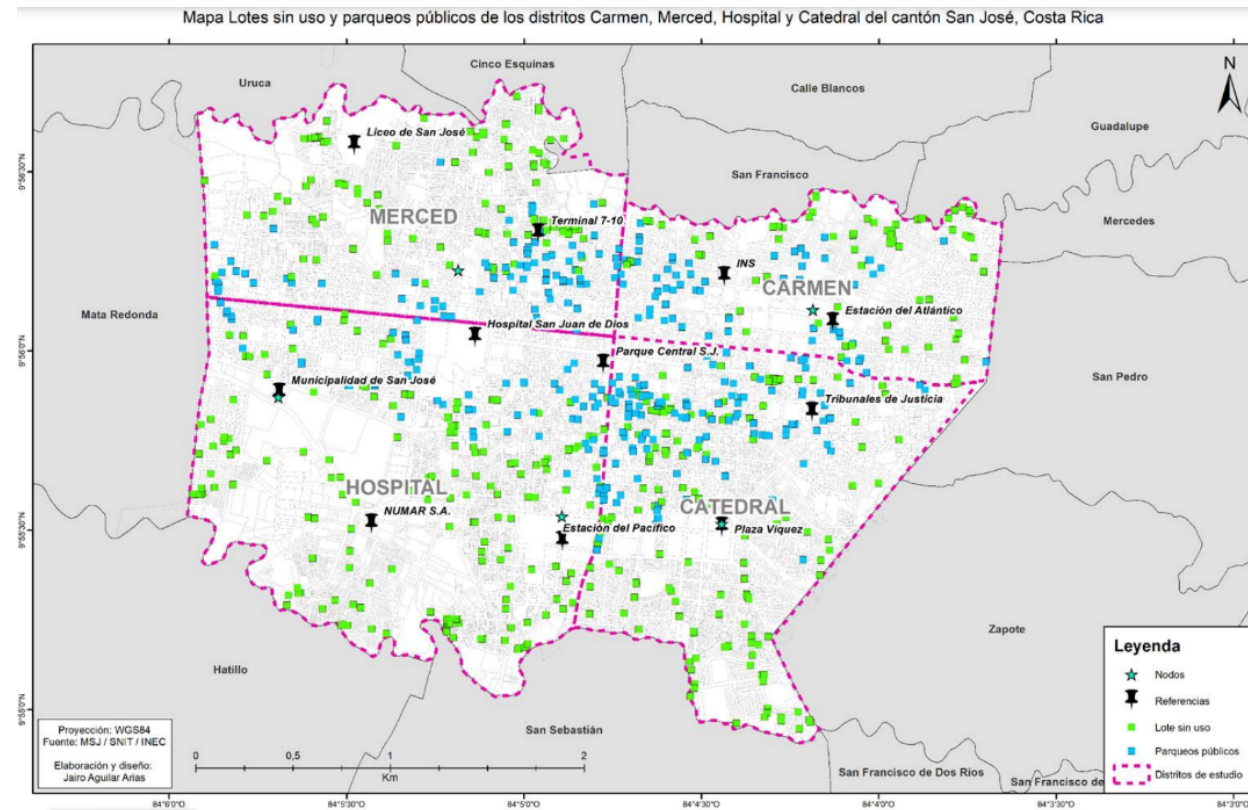 Mapa Lotes sin uso y parqueos públicos de los distritos Carmen, Merced, Hospital y Catedral del cantón San José, Costa Rica
Cinco Esquinas
Uruca
Calle Blancos
N
Guadalupe
Liceo de San José
San Francisco
MERCED
Terminal 7-10
Mercedes
INS
CARMEN
Estación del Atlántico
Mata Redonda
Hospital San Juan de Dios
Parque Central S.J.
San Pedro
Municipalidad de San José
Tribunales de Justicia
HOSPITAL
CATEDRAL
NUMAR S.A.
Estación del Pacífico
Plaza Víquez
Zapote
Hatillo
San Sebastián
San Francisco de Dos Ríos
San Francisco de
Leyenda
Nodos
Referencias
Lote sin uso
Parqueos públicos
Distritos de estudio
Proyección: WGS84
Fuente: MSJ / SNIT / INEC
Elaboración y diseño:
Jairo Aguilar Arias
0 0,5 1 2
Km
9°56'30"N
9°56'0"N
9°55'30"N
9°55'0"N
84°6'0"O 84°5'30"O 84°5'0"O 84°4'30"O 84°4'0"O 84°3'3